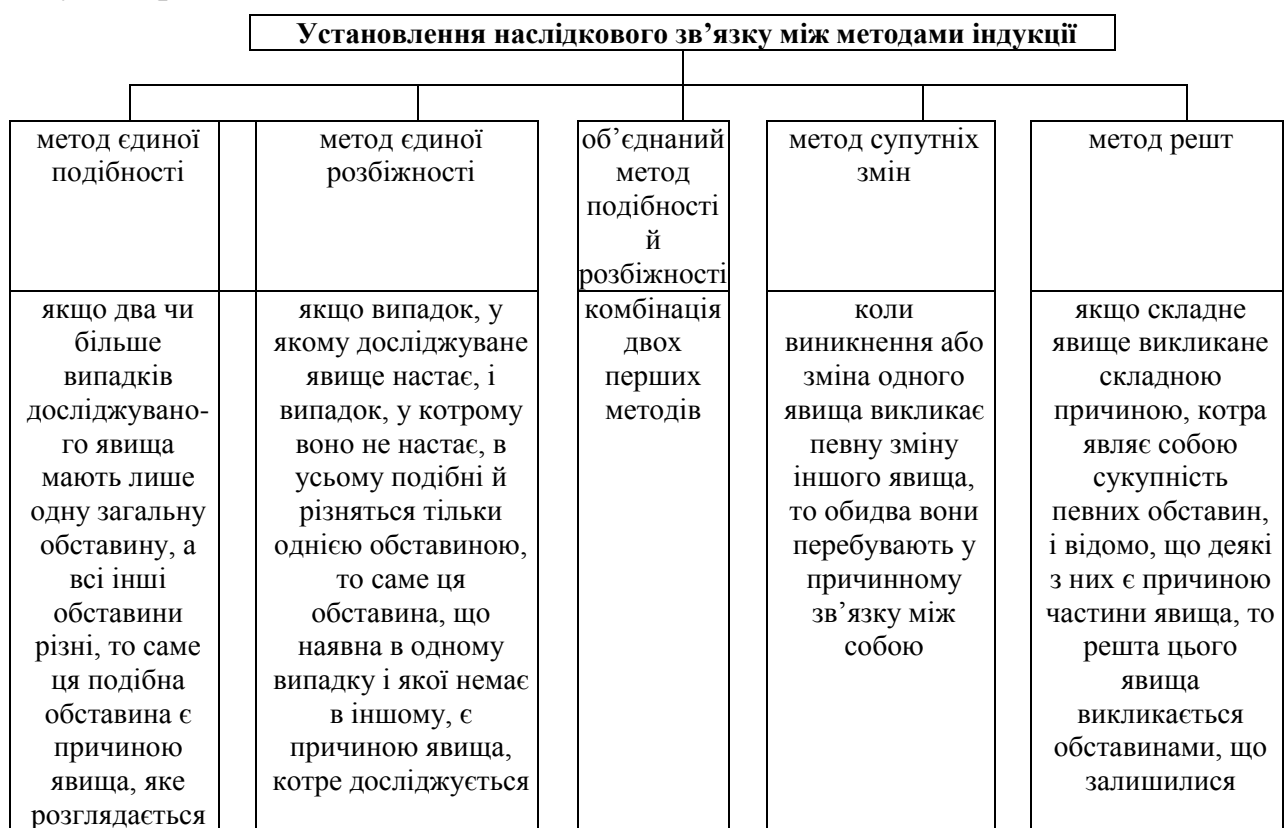 Установлення наслідкового зв’язку між методами індукції
метод єдиної
подібності
метод єдиної
розбіжності
об’єднаний
метод
подібності
й
розбіжності
метод супутніх
змін
метод решт
якщо два чи
більше
випадків
досліджувано-
го явища
мають лише
одну загальну
обставину, а
всі інші
обставини
різні, то саме
ця подібна
обставина є
причиною
явища, яке
розглядається
якщо випадок, у
якому досліджуване
явище настає, і
випадок, у котрому
воно не настає, в
усьому подібні й
різняться тільки
однією обставиною,
то саме ця
обставина, що
наявна в одному
випадку і якої немає
в іншому, є
причиною явища,
котре досліджується
комбінація
двох
перших
методів
коли
виникнення або
зміна одного
явища викликає
певну зміну
іншого явища,
то обидва вони
перебувають у
причинному
зв’язку між
собою
якщо складне
явище викликане
складною
причиною, котра
являє собою
сукупність
певних обставин,
і відомо, що деякі
з них є причиною
частини явища, то
решта цього
явища
викликається
обставинами, що
залишилися